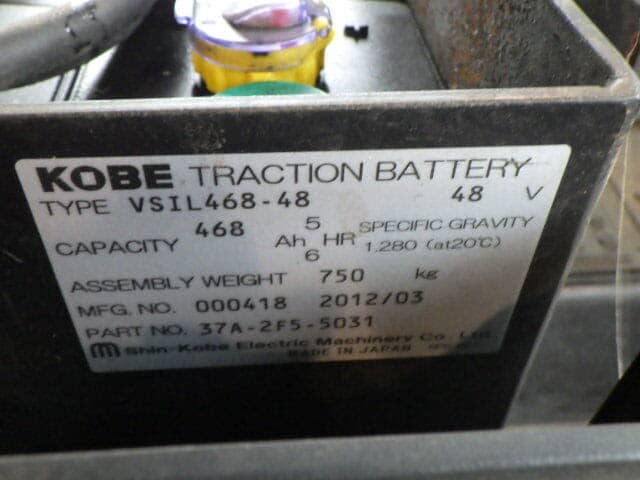 KOBE TRACTION BATTERY
TYPE VSIL468-48 48 V
CAPACITY 468 Ah 5 6 HR SPECIFIC GRAVITY 1.280 (at20℃)
ASSEMBLY WEIGHT 750 kg
MFG. NO. 000418 2012/03
PART NO. 37A-2F5-5031
Shin-Kobe Electric Machinery Co. Ltd.
MADE IN JAPAN